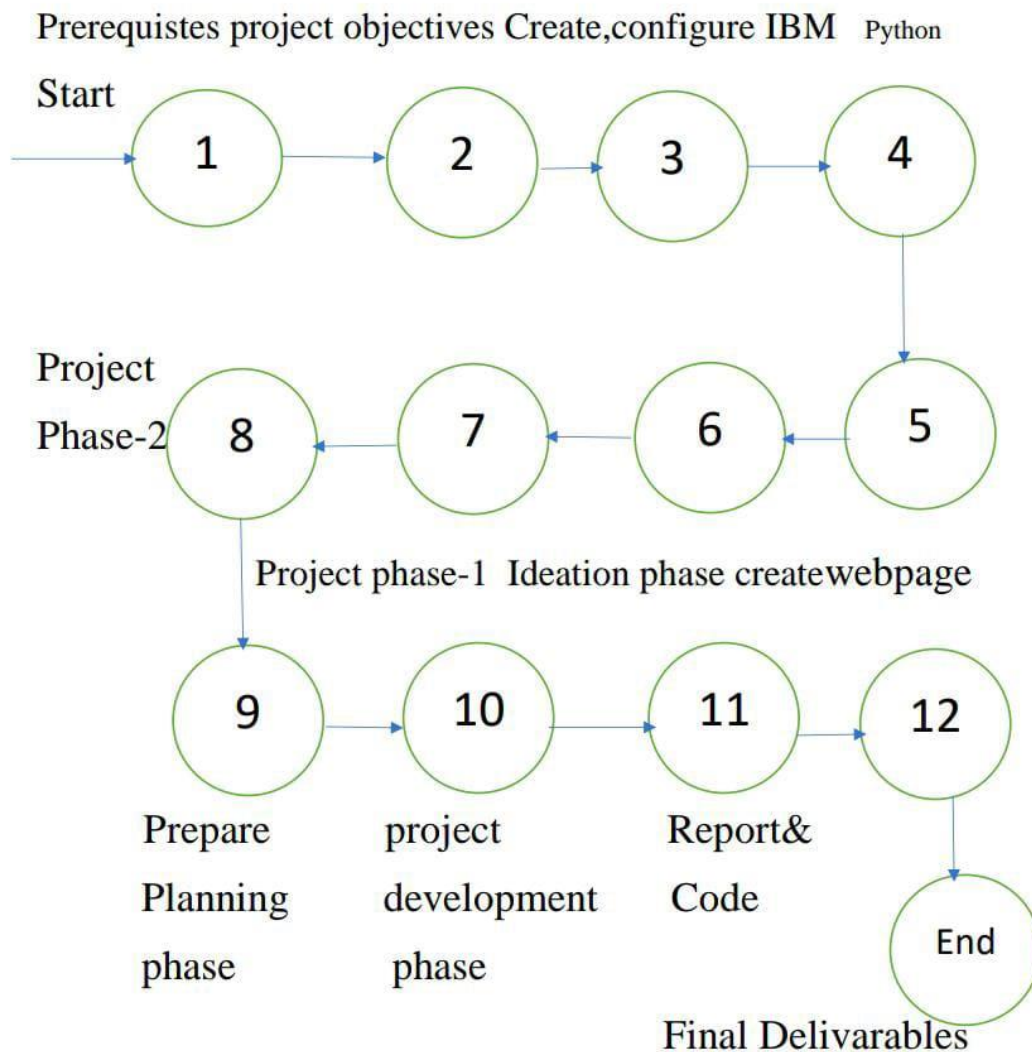 Prerequistes project objectives Create,configure IBM Python
Start
1 2 3 4
Project
Phase-2
8 7 6 5
Project phase-1 Ideation phase createwebpage
9 10 11 12
Prepare project Report&
Planning development Code
phase phase
End
Final Delivarables